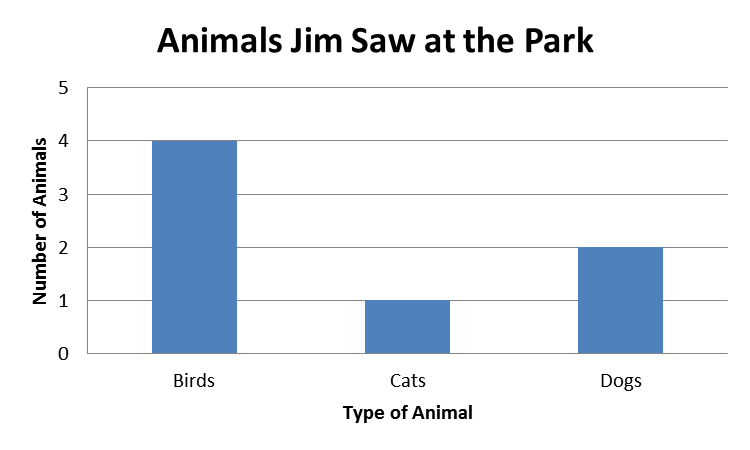 Animals Jim Saw at the Park
Number of Animals
5
4
3
2
1
0
Birds Cats Dogs
Type of Animal